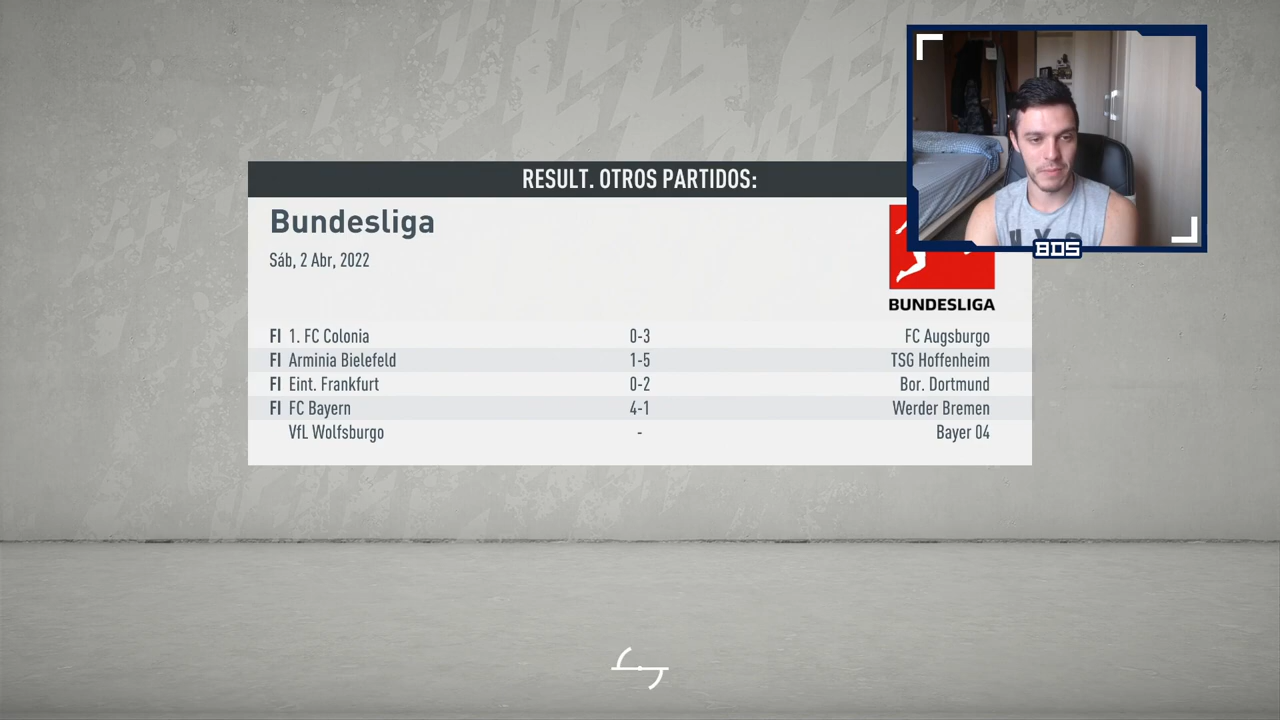 RESULT. OTROS PARTIDOS:
Bundesliga
Sáb, 2 Abr, 2022
BUNDESLIGA
FI 1. FC Colonia 0-3 FC Augsburgo
FI Arminia Bielefeld 1-5 TSG Hoffenheim
FI Eint. Frankfurt 0-2 Bor. Dortmund
FI FC Bayern 4-1 Werder Bremen
VfL Wolfsburgo - Bayer 04
BDS